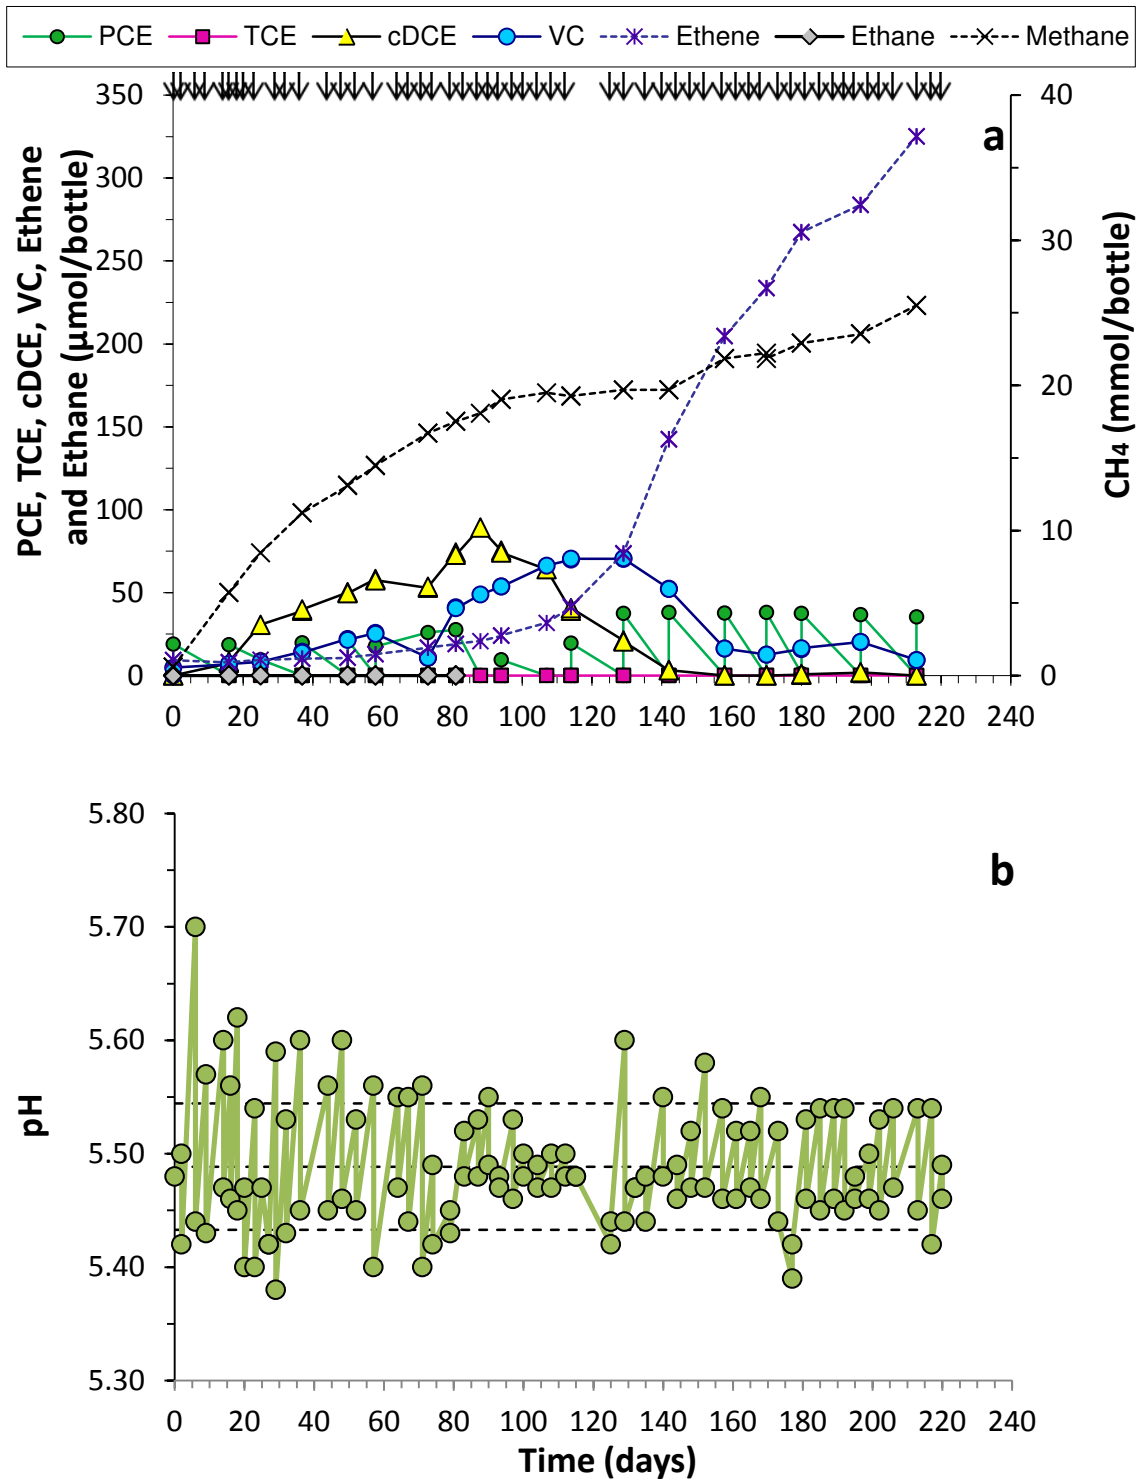 PCE TCE cDCE VC Ethene Ethane Methane
a
PCE, TCE, cDCE, VC, Ethene
and Ethane (µmol/bottle)
350
300
250
200
150
100
50
0
CH4 (mmol/bottle)
40
30
20
10
0
0 20 40 60 80 100 120 140 160 180 200 220 240
b
pH
5.80
5.70
5.60
5.50
5.40
5.30
0 20 40 60 80 100 120 140 160 180 200 220 240
Time (days)